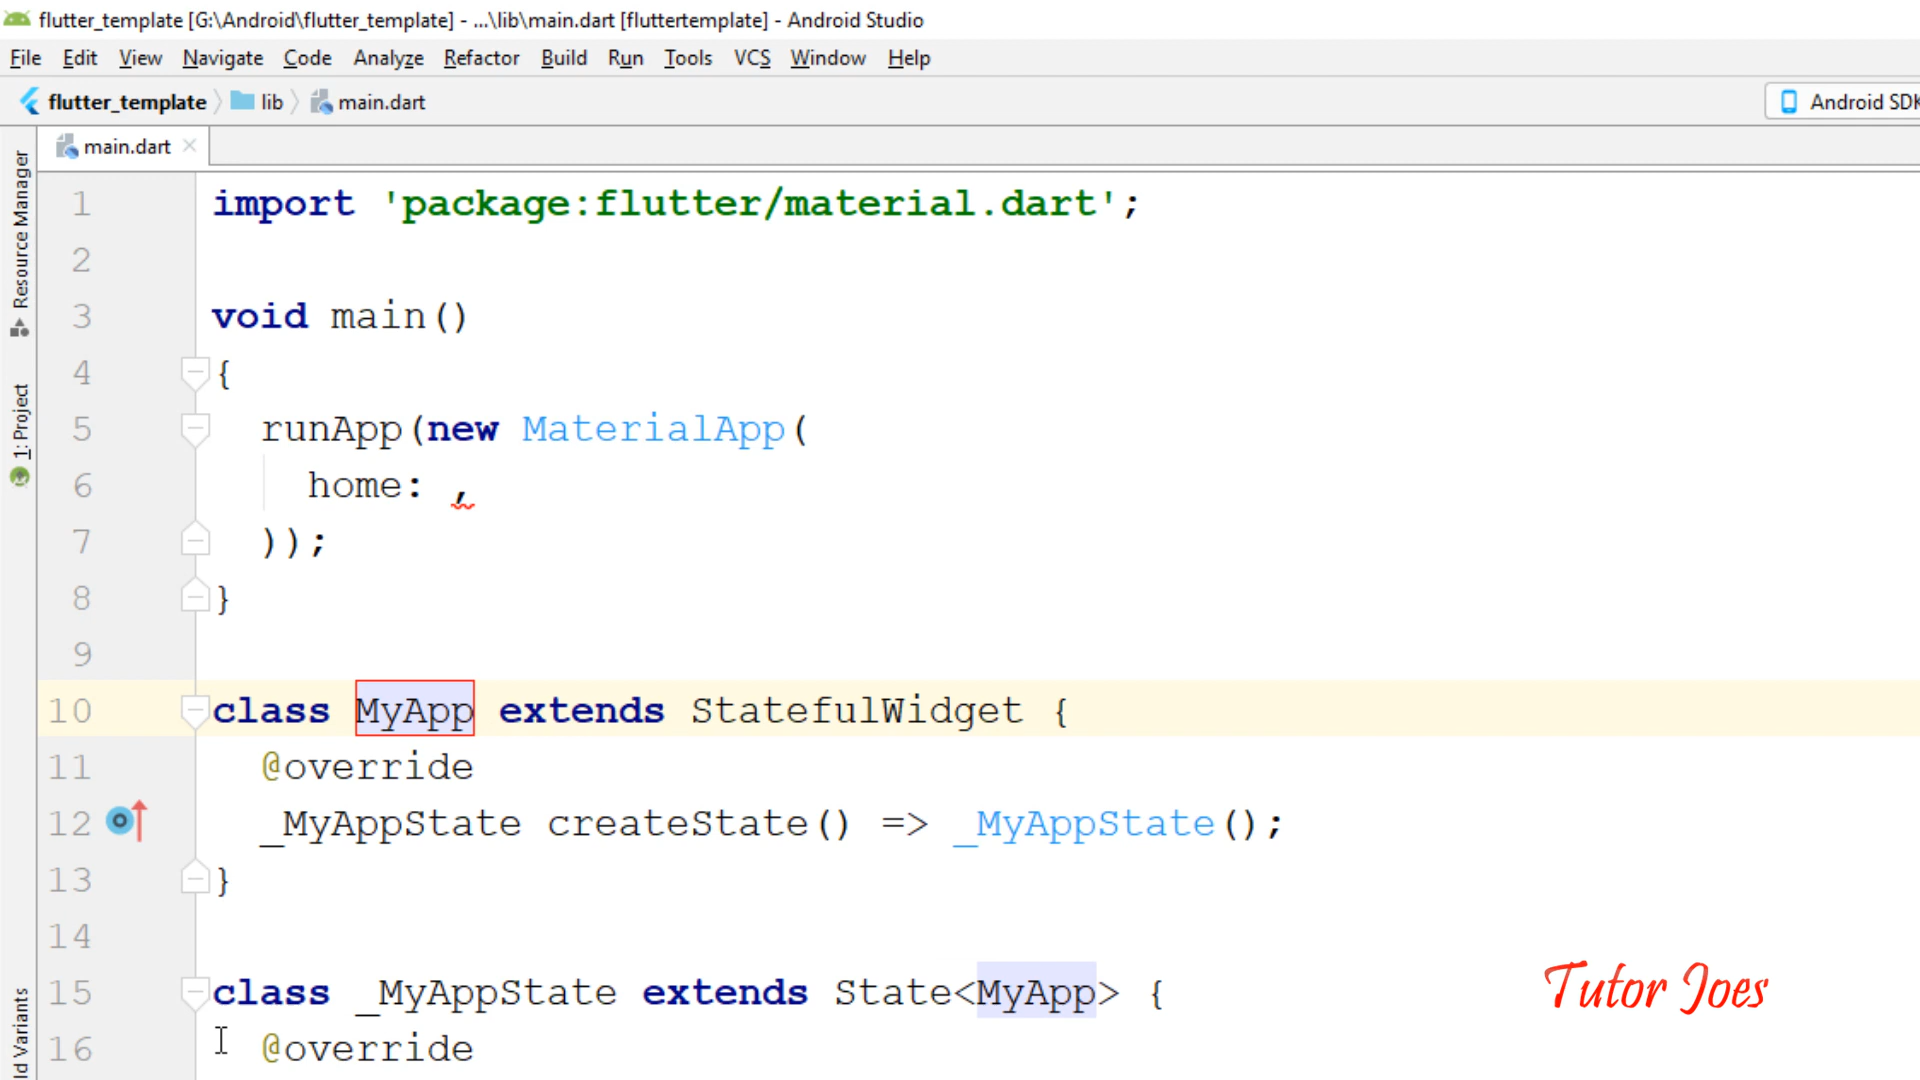 flutter_template [G:\Android\flutter_template] - ...\lib\main.dart [fluttertemplate] - Android Studio
File Edit View Navigate Code Analyze Refactor Build Run Tools VCS Window Help
flutter_template lib main.dart Android SDK
main.dart
Resource Manager
1: Project
ld Variants
1 import 'package:flutter/material.dart';
2
3 void main()
4 {
5 runApp(new MaterialApp(
6 home: ,
7 ));
8 }
9
10 class MyApp extends StatefulWidget {
11 @override
12 _MyAppState createState() => _MyAppState();
13 }
14
15 class _MyAppState extends State<MyApp> {
16 @override
Tutor Joes